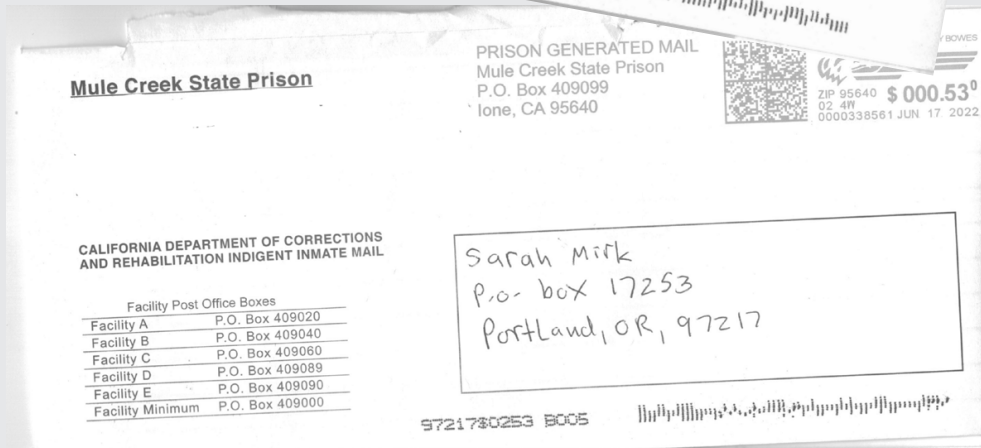 Mule Creek State Prison
PRISON GENERATED MAIL
Mule Creek State Prison
P.O. Box 409099
Ione, CA 95640
BOWES
ZIP 95640 $ 000.53⁰
02 4W
0000338561 JUN 17 2022
CALIFORNIA DEPARTMENT OF CORRECTIONS
AND REHABILITATION INDIGENT INMATE MAIL
Facility Post Office Boxes
Facility A P.O. Box 409020
Facility B P.O. Box 409040
Facility C P.O. Box 409060
Facility D P.O. Box 409089
Facility E P.O. Box 409090
Facility Minimum P.O. Box 409000
Sarah Mirk
P.o. box 17253
Portland, OR, 97217
97217$0253 B005